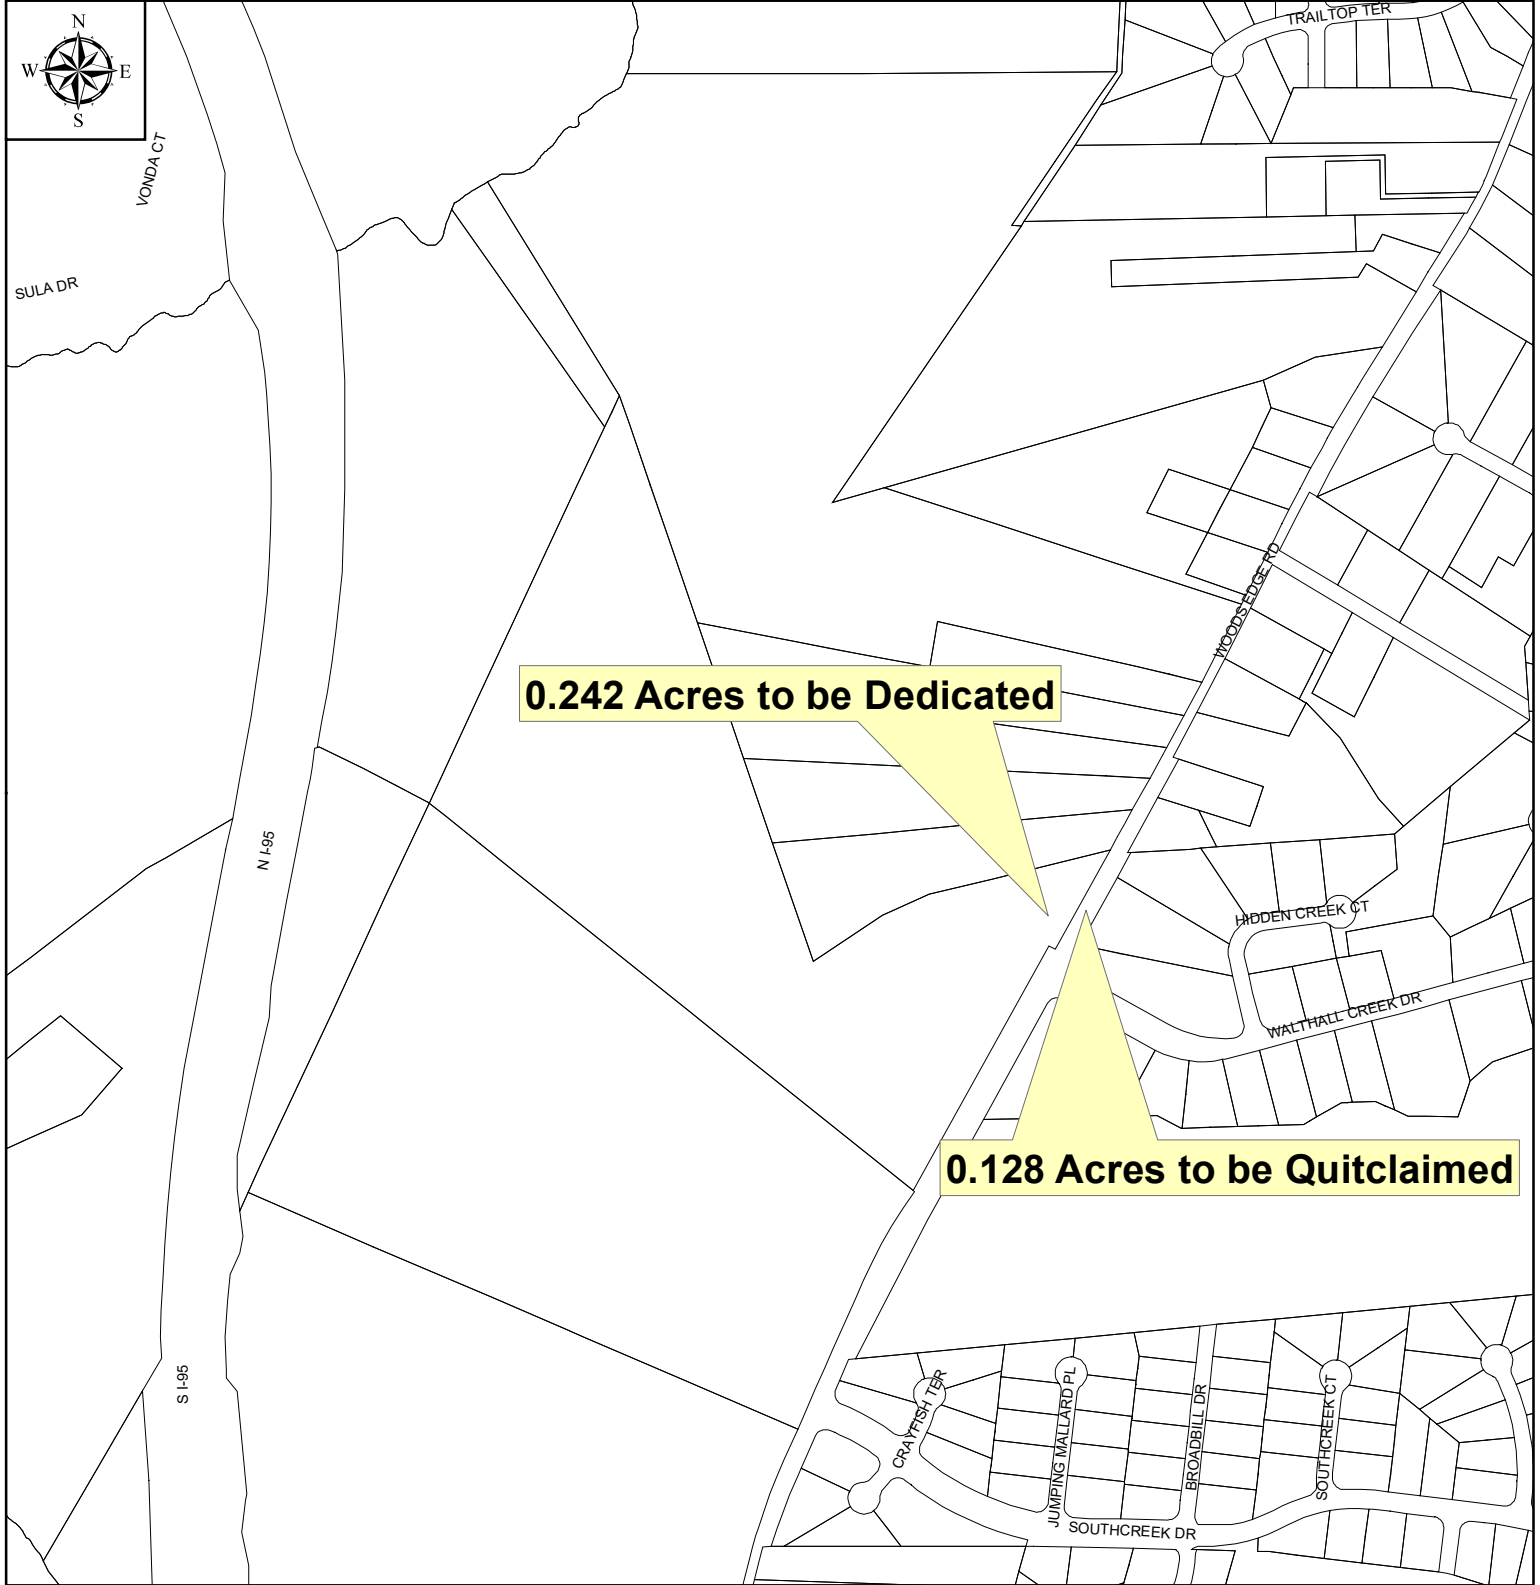 TRAILTOP TER
N
W
E
S
VONDA CT
SULA DR
WOODS EDGE RD
0.242 Acres to be Dedicated
N I-95
HIDDEN CREEK CT
WALTHALL CREEK DR
0.128 Acres to be Quitclaimed
S I-95
CRAYFISH TER
JUMPING MALLARD PL
BROADBILL DR
SOUTHCREEK CT
SOUTHCREEK DR